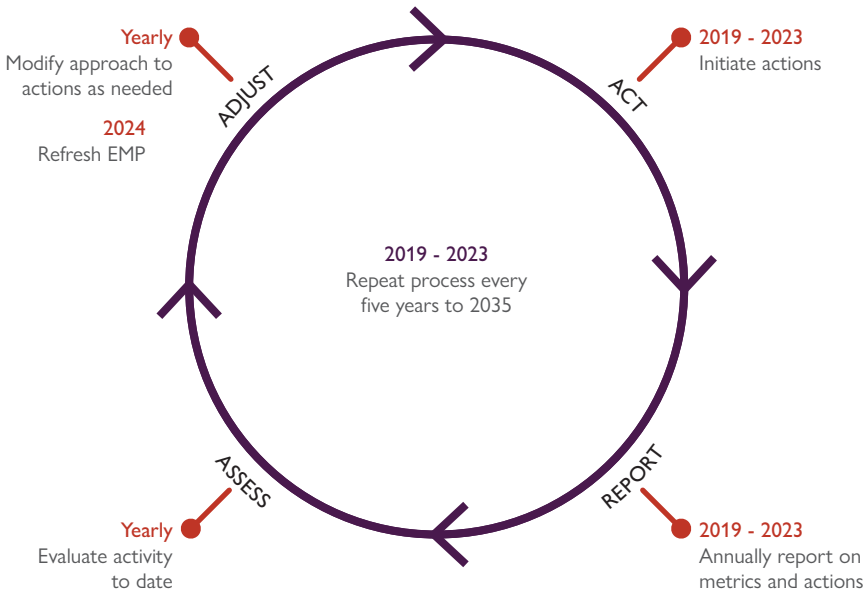 Yearly
Modify approach to
actions as needed
2024
Refresh EMP
ADJUST
ACT
2019 - 2023
Initiate actions
2019 - 2023
Repeat process every
five years to 2035
ASSESS
Yearly
Evaluate activity
to date
REPORT
2019 - 2023
Annually report on
metrics and actions